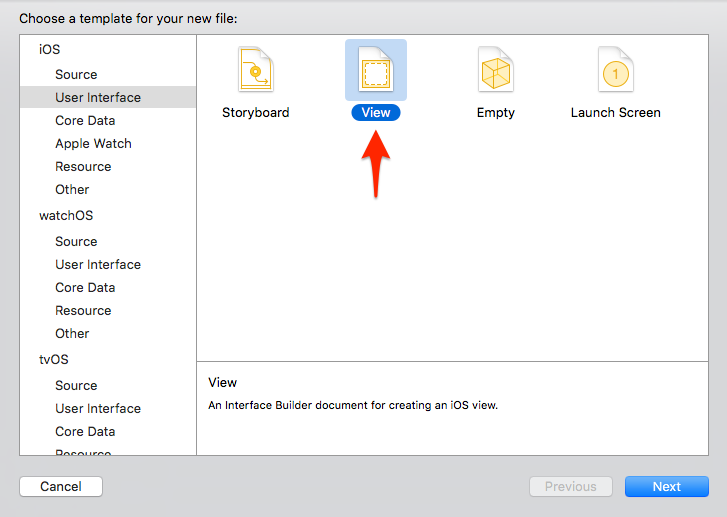 Choose a template for your new file:
iOS
Source
User Interface
Core Data
Apple Watch
Resource
Other
watchOS
Source
User Interface
Core Data
Resource
Other
tvOS
Source
User Interface
Core Data
Resource
Storyboard
View
Empty
1
Launch Screen
View
An Interface Builder document for creating an iOS view.
Cancel
Previous
Next